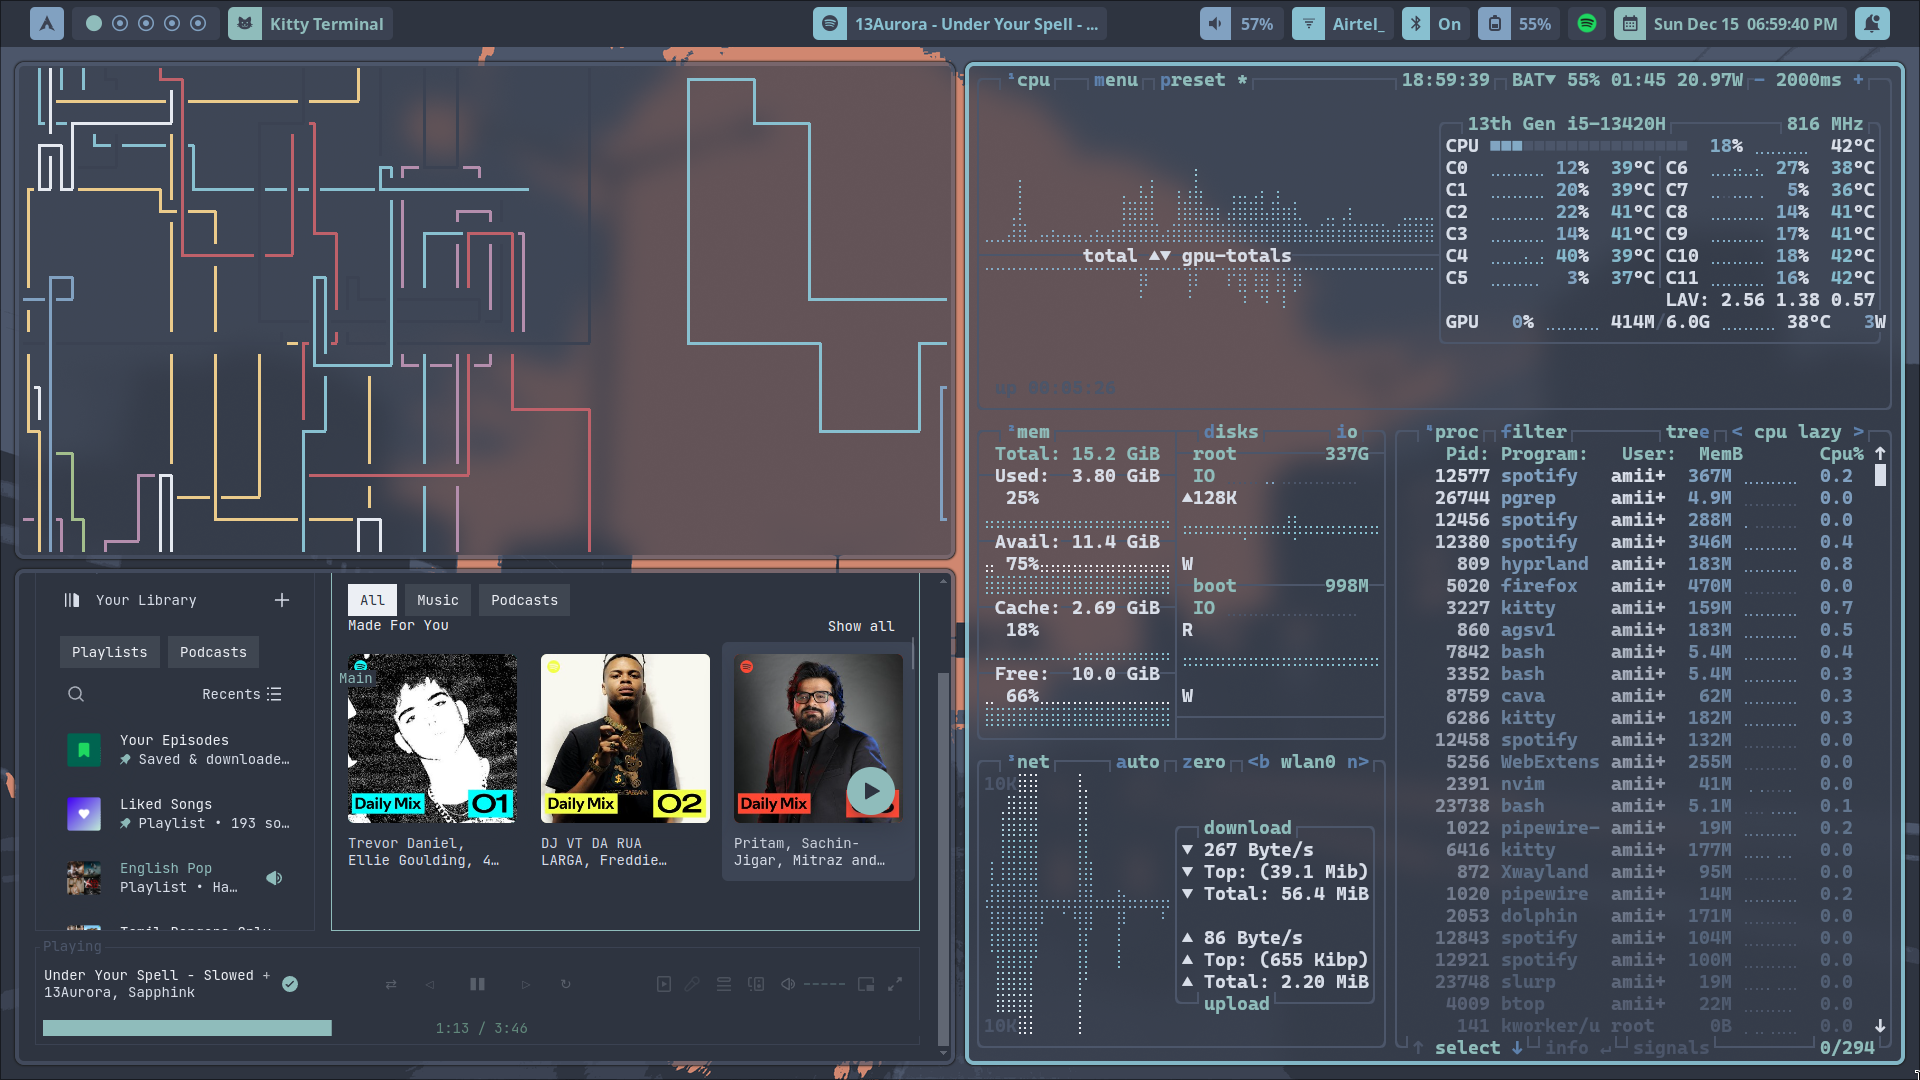 Kitty Terminal
13Aurora - Under Your Spell - ...
57%
Airtel_
On
55%
Sun Dec 15 06:59:40 PM
¹cpu menu preset * 18:59:39 BAT▼ 55% 01:45 20.97W - 2000ms +
13th Gen i5-13420H 816 MHz
CPU 18% 42°C
C0 12% 39°C C6 27% 38°C
C1 20% 39°C C7 5% 36°C
C2 22% 41°C C8 14% 41°C
C3 14% 41°C C9 17% 41°C
C4 40% 39°C C10 18% 42°C
C5 3% 37°C C11 16% 42°C
LAV: 2.56 1.38 0.57
GPU 0% 414M/6.0G 38°C 3W
total ▲▼ gpu-totals
up 00:05:26
²mem disks io
Total: 15.2 GiB root 337G
Used: 3.80 GiB IO
25% ▲128K
Avail: 11.4 GiB
75% W
boot 998M
Cache: 2.69 GiB IO
18% R
Free: 10.0 GiB
66% W
³net auto zero <b wlan0 n>
10K
download
▼ 267 Byte/s
▼ Top: (39.1 Mib)
▼ Total: 56.4 MiB
▲ 86 Byte/s
▲ Top: (655 Kibp)
▲ Total: 2.20 MiB
upload
10K
⁴proc filter tree < cpu lazy >
Pid: Program: User: MemB Cpu% ↑
12577 spotify amii+ 367M 0.2
26744 pgrep amii+ 4.9M 0.0
12456 spotify amii+ 288M 0.0
12380 spotify amii+ 346M 0.4
809 hyprland amii+ 183M 0.8
5020 firefox amii+ 470M 0.0
3227 kitty amii+ 159M 0.7
860 agsv1 amii+ 183M 0.5
7842 bash amii+ 5.4M 0.4
3352 bash amii+ 5.4M 0.3
8759 cava amii+ 62M 0.3
6286 kitty amii+ 182M 0.3
12458 spotify amii+ 132M 0.0
5256 WebExtens amii+ 255M 0.0
2391 nvim amii+ 41M 0.0
23738 bash amii+ 5.1M 0.1
1022 pipewire- amii+ 19M 0.2
6416 kitty amii+ 177M 0.0
872 Xwayland amii+ 95M 0.0
1020 pipewire amii+ 14M 0.2
2053 dolphin amii+ 171M 0.0
12843 spotify amii+ 104M 0.0
12921 spotify amii+ 100M 0.0
23748 slurp amii+ 19M 0.0
4009 btop amii+ 22M 0.0
141 kworker/u root 0B 0.0 ↓
↑ select ↓ info ↵ signals 0/294
Your Library +
Playlists Podcasts
Recents
Your Episodes
Saved & downloade…
Liked Songs
Playlist • 193 so…
English Pop
Playlist • Ha…
All Music Podcasts
Made For You Show all
Main
Daily Mix 01
Trevor Daniel,
Ellie Goulding, 4…
Daily Mix 02
DJ VT DA RUA
LARGA, Freddie…
Daily Mix
Pritam, Sachin-
Jigar, Mitraz and…
Playing
Under Your Spell - Slowed +
13Aurora, Sapphink
1:13 / 3:46